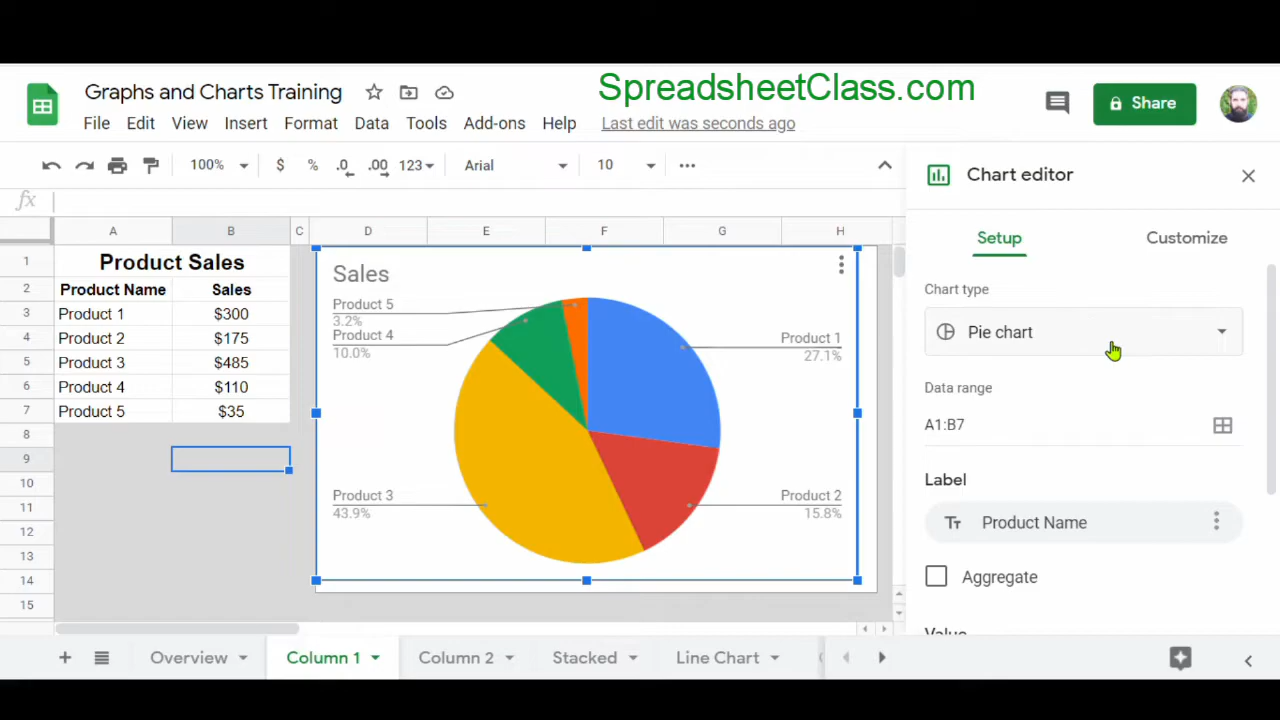 SpreadsheetClass.com
Graphs and Charts Training
Share
File Edit View Insert Format Data Tools Add-ons Help Last edit was seconds ago
100% $ % .0 .00 123 Arial 10
fx
Chart editor
Setup Customize
A B C D E F G H
1 Product Sales
2 Product Name Sales
3 Product 1 $300
4 Product 2 $175
5 Product 3 $485
6 Product 4 $110
7 Product 5 $35
8
9
10
11
12
13
14
15
Sales
Product 5
3.2%
Product 4
10.0%
Product 1
27.1%
Product 3
43.9%
Product 2
15.8%
Chart type
Pie chart
Data range
A1:B7
Label
Tt Product Name
Aggregate
Value
Overview Column 1 Column 2 Stacked Line Chart